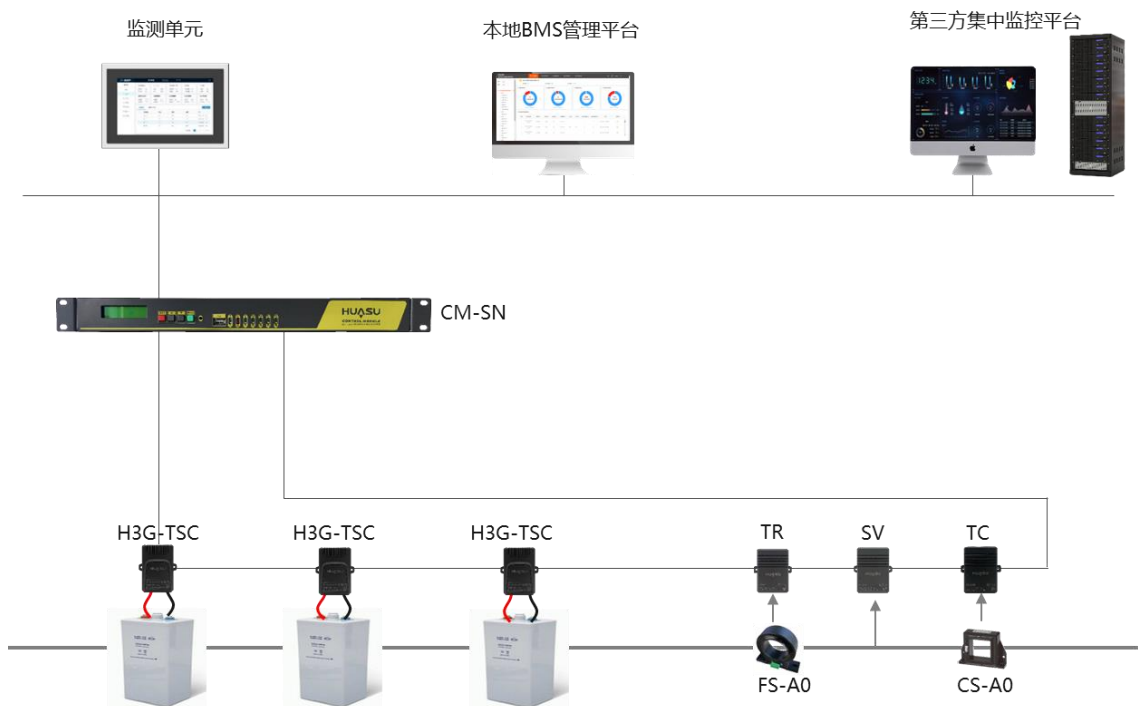 监测单元
本地BMS管理平台
第三方集中监控平台
HUASU
CONTROL MODULE
CM-SN
H3G-TSC
H3G-TSC
H3G-TSC
TR
SV
TC
FS-A0
CS-A0